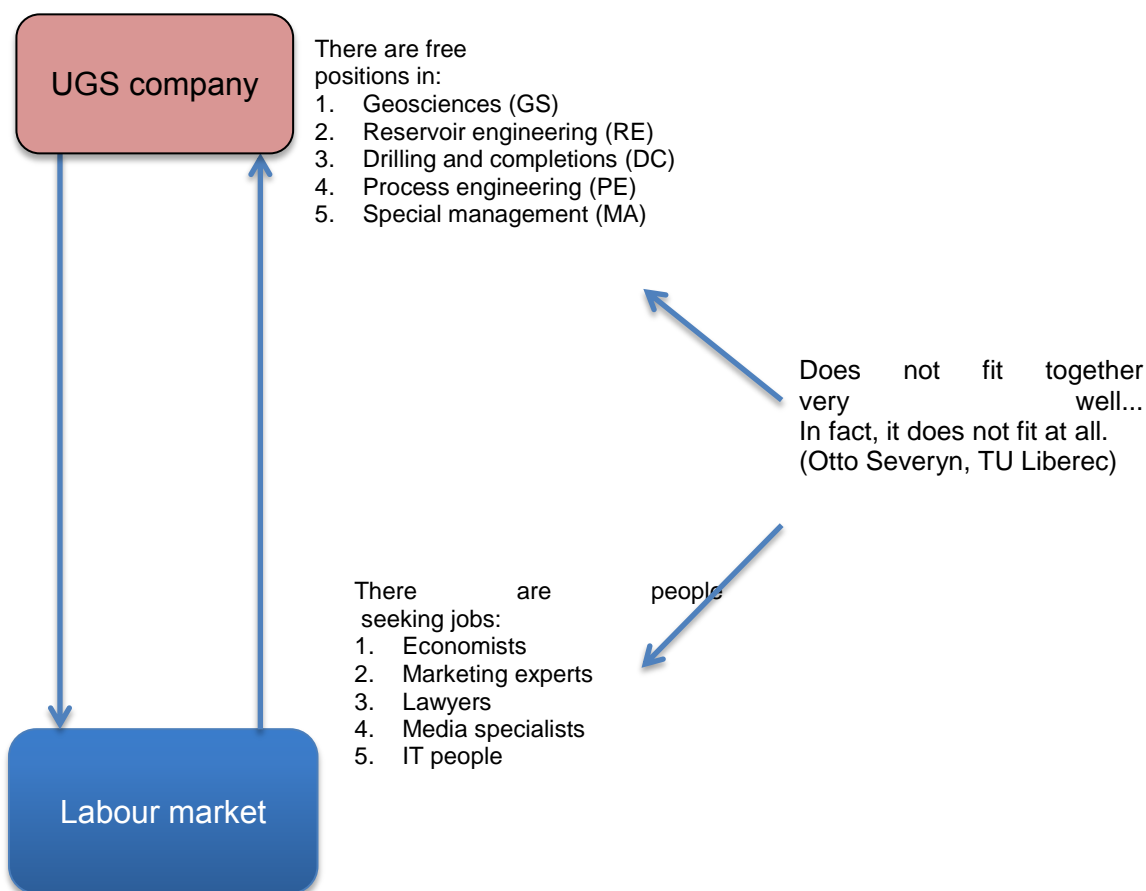 UGS company
There are free
positions in:
1. Geosciences (GS)
2. Reservoir engineering (RE)
3. Drilling and completions (DC)
4. Process engineering (PE)
5. Special management (MA)
Does not fit together
very well...
In fact, it does not fit at all.
(Otto Severyn, TU Liberec)
There are people
seeking jobs:
1. Economists
2. Marketing experts
3. Lawyers
4. Media specialists
5. IT people
Labour market